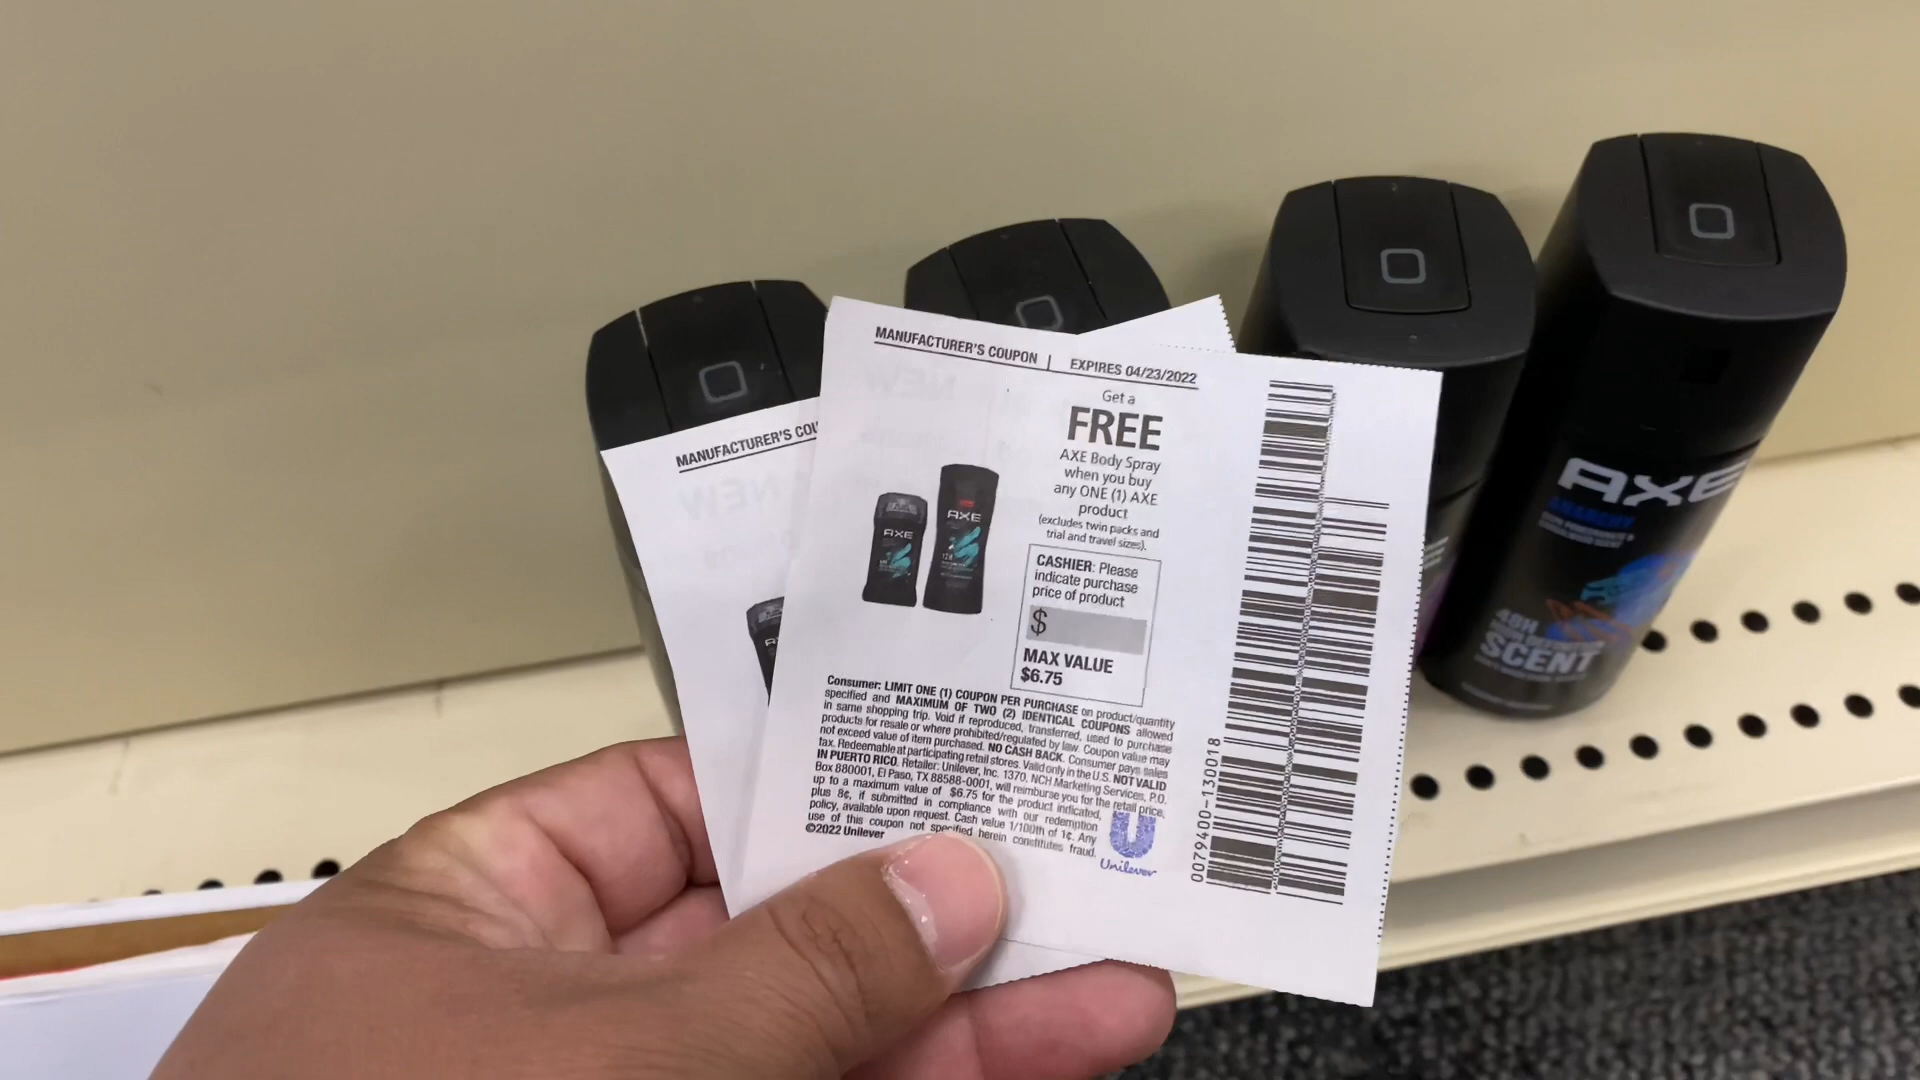 MANUFACTURER'S COUPON | EXPIRES 04/23/2022
Get a
FREE
AXE Body Spray
when you buy
any ONE (1) AXE
product
(excludes twin packs and
trial and travel sizes).
CASHIER: Please
indicate purchase
price of product
$
MAX VALUE
$6.75
AXE
AXE
Consumer: LIMIT ONE (1) COUPON PER PURCHASE on product/quantity
specified and MAXIMUM OF TWO (2) IDENTICAL COUPONS allowed
in same shopping trip. Void if reproduced, transferred, used to purchase
products for resale or where prohibited/regulated by law. Coupon value may
not exceed value of item purchased. NO CASH BACK. Consumer pays sales
tax. Redeemable at participating retail stores. Valid only in the U.S. NOT VALID
IN PUERTO RICO. Retailer: Unilever, Inc. 1370, NCH Marketing Services, P.O.
Box 880001, El Paso, TX 88588-0001, will reimburse you for the retail price,
up to a maximum value of $6.75 for the product indicated,
plus 8¢, if submitted in compliance with our redemption
policy, available upon request. Cash value 1/100th of 1¢. Any
use of this coupon not specified herein constitutes fraud.
©2022 Unilever
Unilever
0079400-130018
MANUFACTURER'S COU
AXE
ANARCHY
48H
SCENT